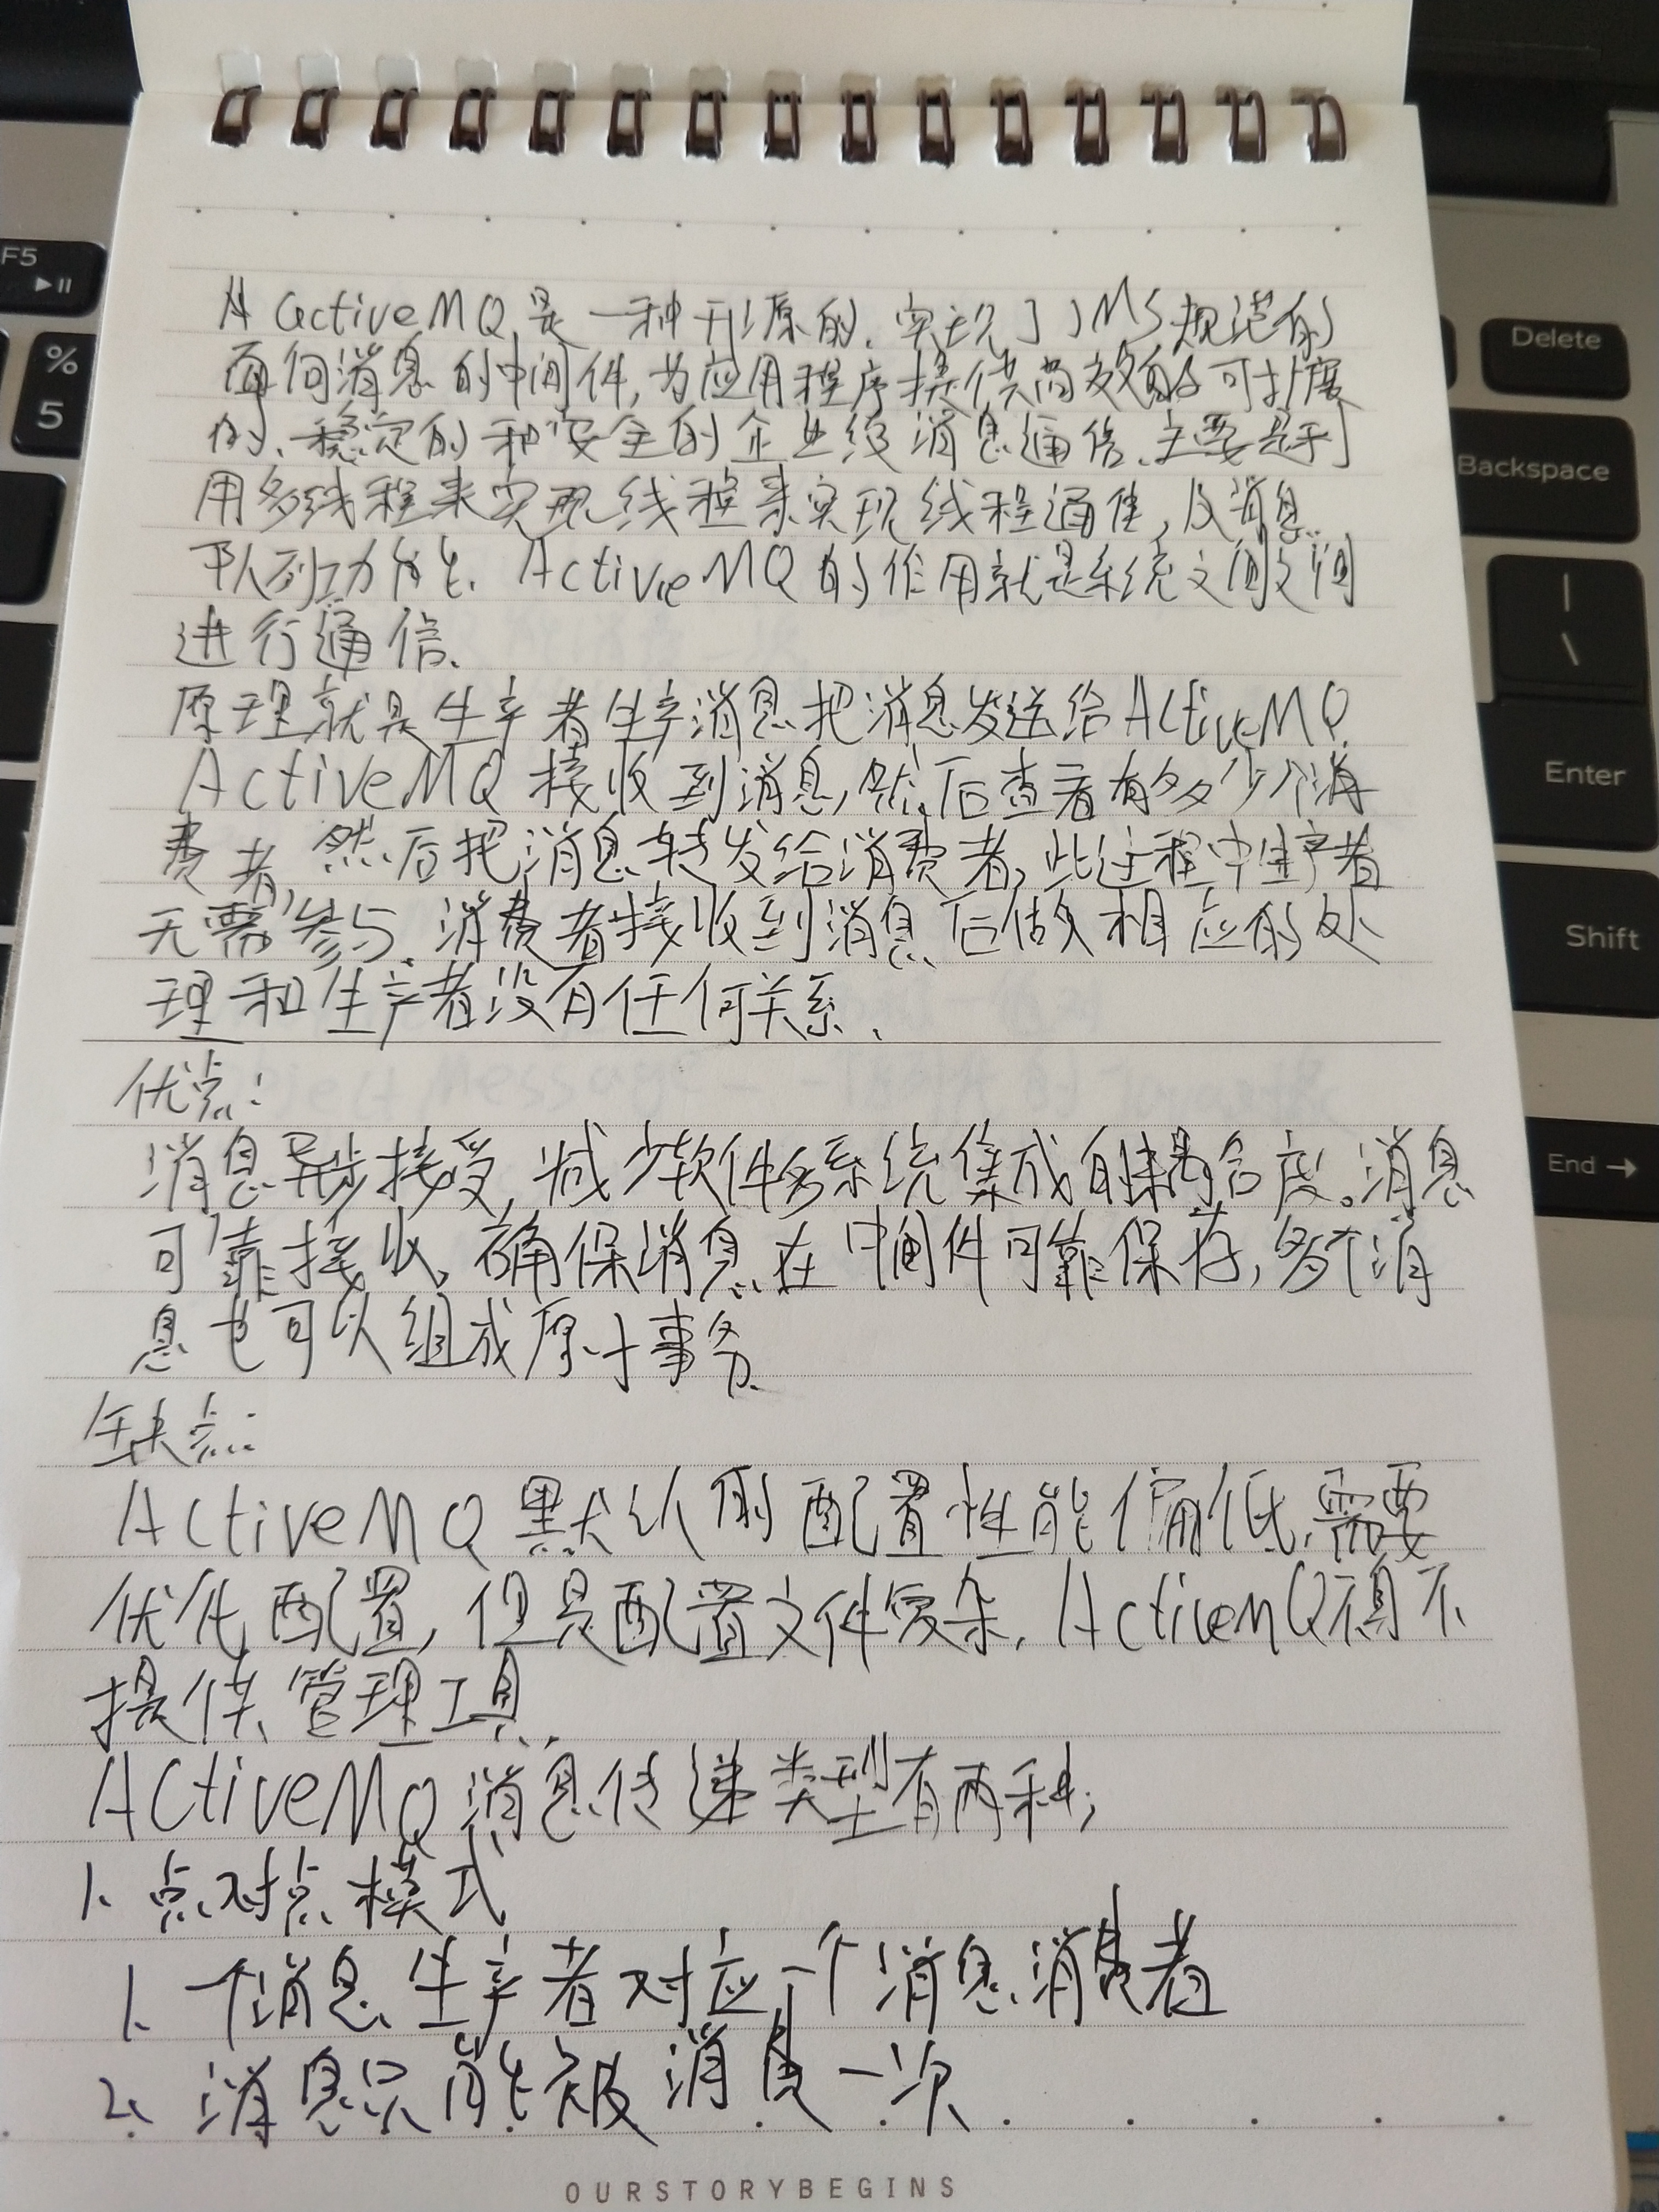 ActiveMQ是一种开源的.实现了JMS规范的
面向消息的中间件,为应用程序提供高效的可扩展
的、稳定的和安全的企业级消息通信.主要是利
用多线程来实现线程来实现线程通信,及消息
队列功能.ActiveMQ的作用就是系统之间之间
进行通信.
原理就是生产者生产消息把消息发送给ActiveMQ.
ActiveMQ接收到消息,然后查看有多少个消
费者,然后把消息转发给消费者,此过程中生产者
无需参与.消费者接收到消息后做相应的处
理和生产者没有任何关系.
优点:
消息异步接受,减少软件多系统集成的耦合度。消息
可靠接收,确保消息在中间件可靠保存,多个消
息也可以组成原子事务.
缺点:
ActiveMQ默认的配置性能偏低,需要
优化配置,但是配置文件复杂,ActiveMQ不
提供管理工具.
ActiveMQ消息传递类型有两种;
1.点对点模式
1.一个消息生产者对应一个消息消费者
2.消息只能被消费一次
OURSTORYBEGINS
F5
%
5
Delete
Backspace
|
\
Enter
Shift
End →